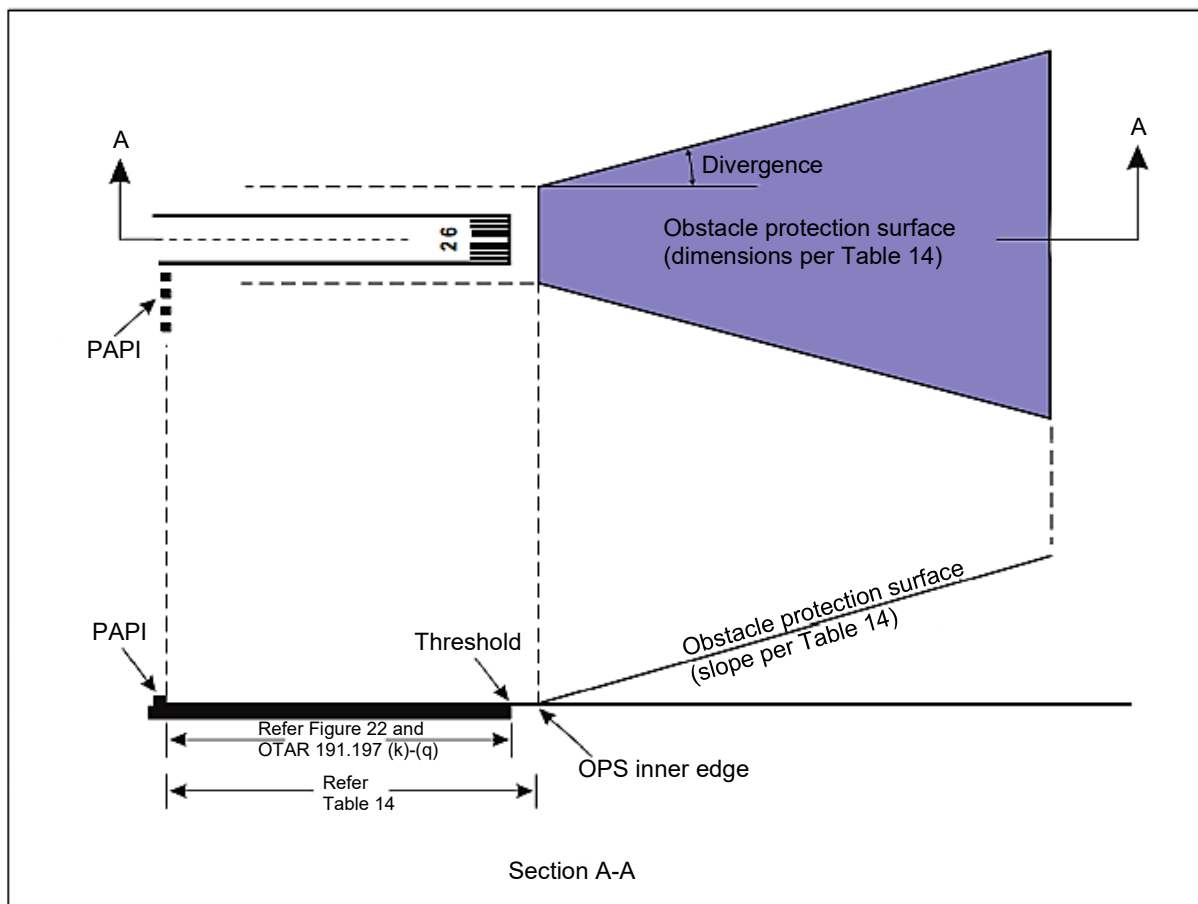 A
A
Divergence
Obstacle protection surface
(dimensions per Table 14)
26
PAPI
Obstacle protection surface
(slope per Table 14)
PAPI
Threshold
Refer Figure 22 and
OTAR 191.197 (k)-(q)
OPS inner edge
Refer
Table 14
Section A-A